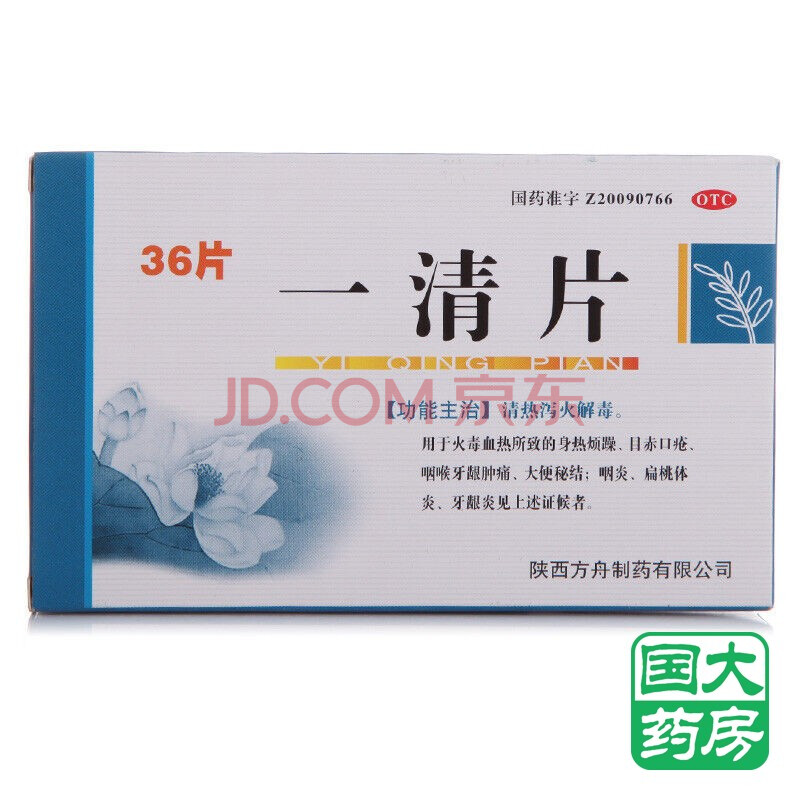 国药准字 Z20090766 OTC
36片
一清片
YI QING PIAN
JD.COM 京东
【功能主治】清热泻火解毒。
用于火毒血热所致的身热烦躁、目赤口疮、
咽喉牙龈肿痛、大便秘结；咽炎、扁桃体
炎、牙龈炎见上述证候者。
陕西方舟制药有限公司
国大
药房